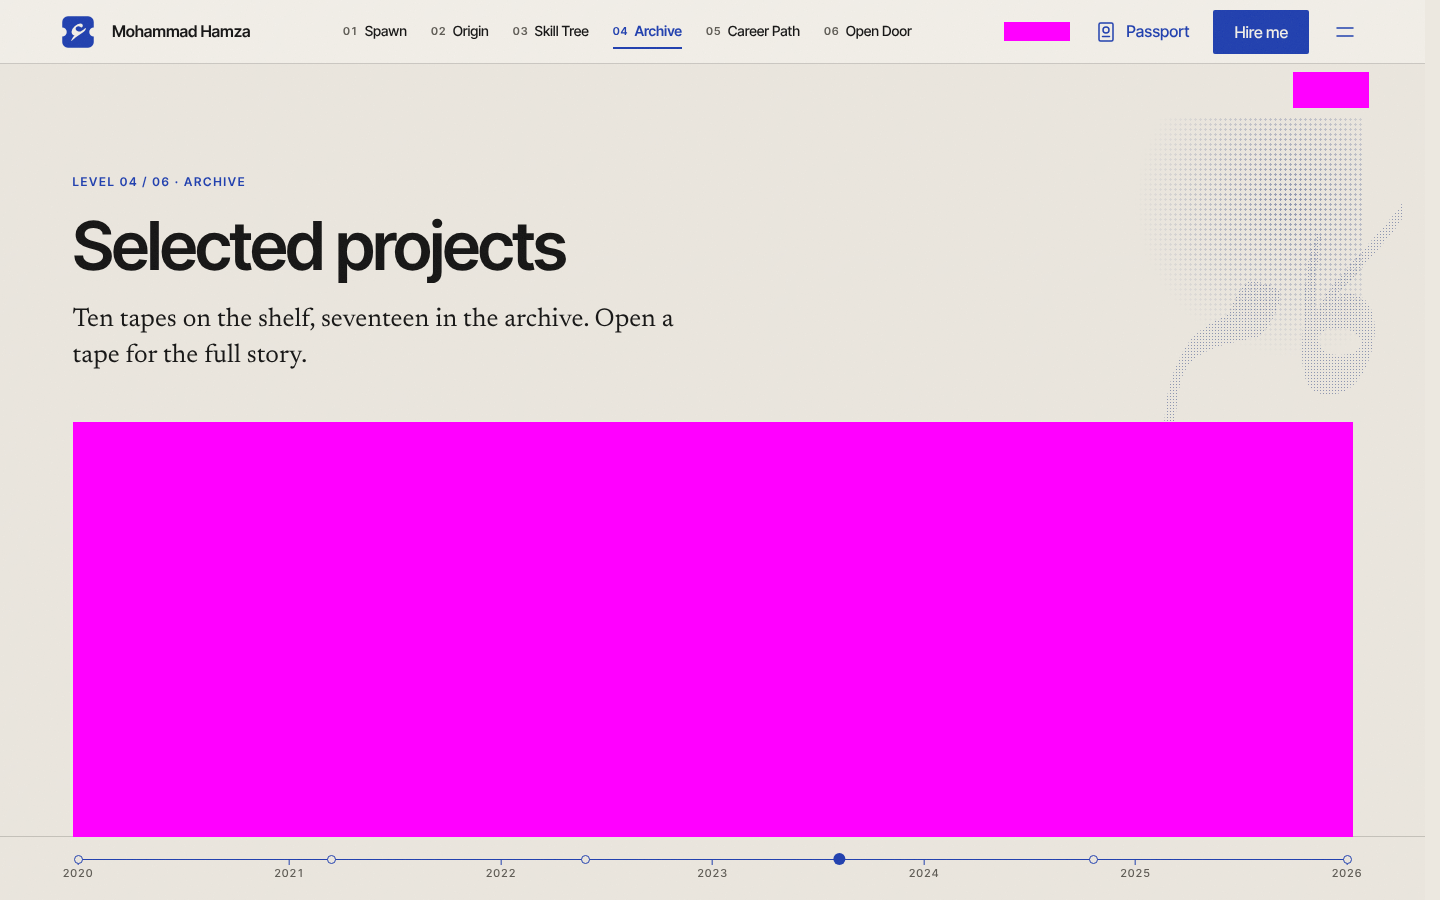 Mohammad Hamza
01 Spawn
02 Origin
03 Skill Tree
04 Archive
05 Career Path
06 Open Door
Passport
Hire me
LEVEL 04 / 06 · ARCHIVE
Selected projects
Ten tapes on the shelf, seventeen in the archive. Open a
tape for the full story.
2020
2021
2022
2023
2024
2025
2026